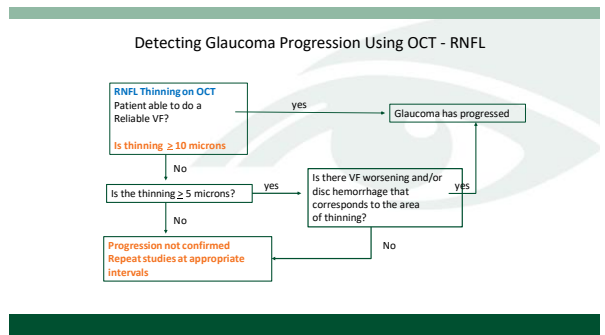 Detecting Glaucoma Progression Using OCT - RNFL
RNFL Thinning on OCT
Patient able to do a
Reliable VF?
Is thinning ≥ 10 microns
yes
Glaucoma has progressed
No
Is the thinning ≥ 5 microns?
yes
Is there VF worsening and/or
disc hemorrhage that
corresponds to the area
of thinning?
yes
No
No
Progression not confirmed
Repeat studies at appropriate
intervals